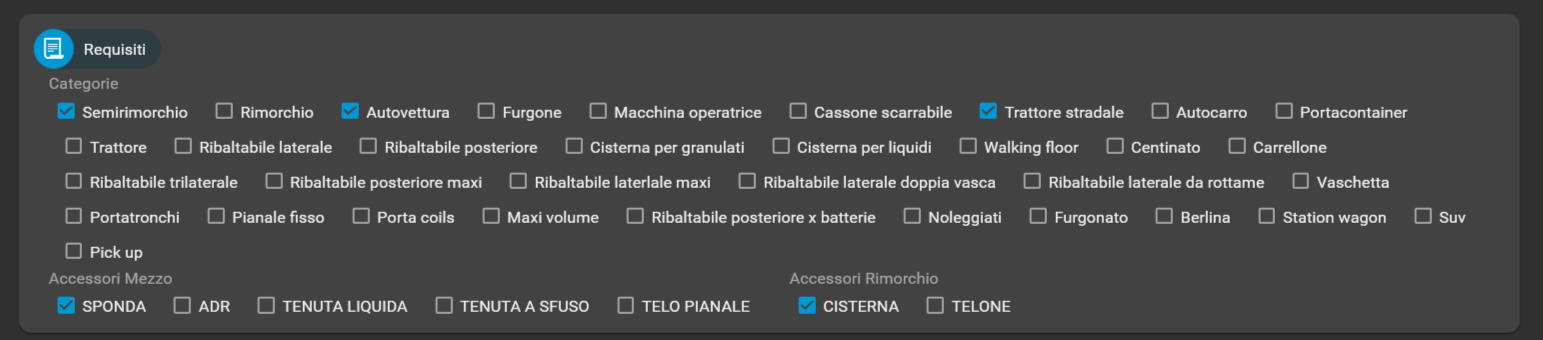 Requisiti
Categorie
Semirimorchio Rimorchio Autovettura Furgone Macchina operatrice Cassone scarrabile Trattore stradale Autocarro Portacontainer
Trattore Ribaltabile laterale Ribaltabile posteriore Cisterna per granulati Cisterna per liquidi Walking floor Centinato Carrellone
Ribaltabile trilaterale Ribaltabile posteriore maxi Ribaltabile laterlale maxi Ribaltabile laterale doppia vasca Ribaltabile laterale da rottame Vaschetta
Portatronchi Pianale fisso Porta coils Maxi volume Ribaltabile posteriore x batterie Noleggiati Furgonato Berlina Station wagon Suv
Pick up
Accessori Mezzo Accessori Rimorchio
SPONDA ADR TENUTA LIQUIDA TENUTA A SFUSO TELO PIANALE CISTERNA TELONE